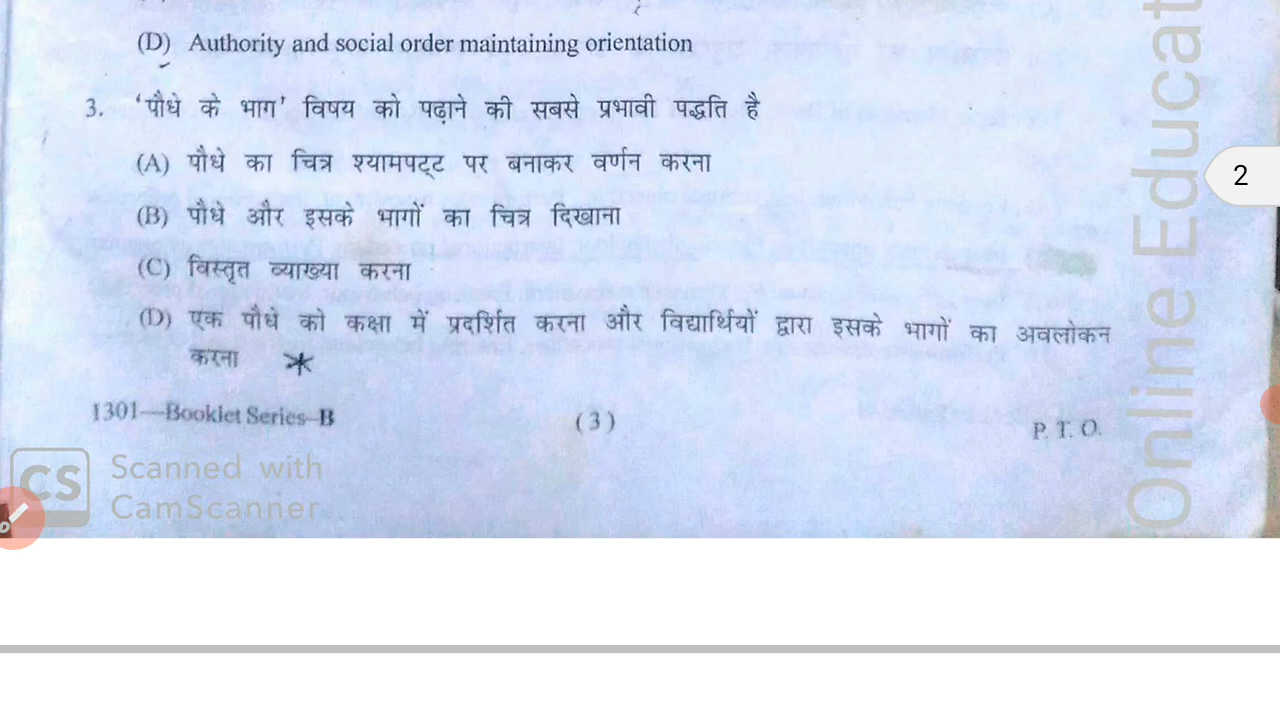 (D) Authority and social order maintaining orientation
3. 'पौधे के भाग' विषय को पढ़ाने की सबसे प्रभावी पद्धति है
(A) पौधे का चित्र श्यामपट्ट पर बनाकर वर्णन करना
(B) पौधे और इसके भागों का चित्र दिखाना
(C) विस्तृत व्याख्या करना
(D) एक पौधे को कक्षा में प्रदर्शित करना और विद्यार्थियों द्वारा इसके भागों का अवलोकन
करना
1301—Booklet Series–B (3) P. T. O.
CS Scanned with
CamScanner
Online Educat
2